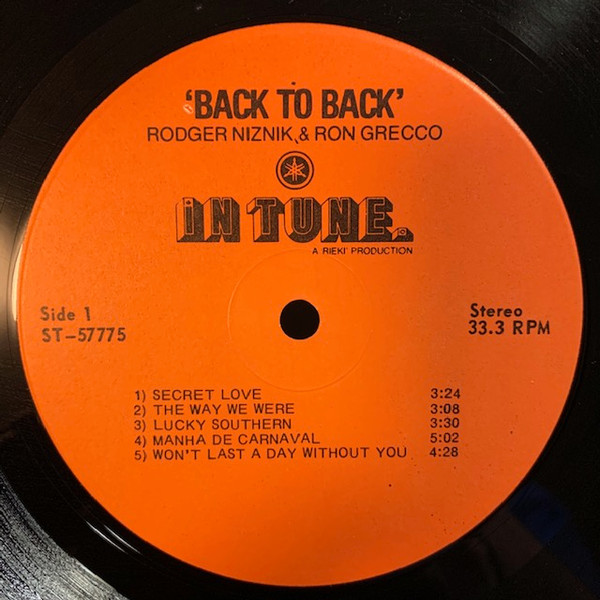 'BACK TO BACK'
RODGER NIZNIK & RON GRECCO
IN TUNE.
A RIEKI' PRODUCTION
Side 1
ST-57775
Stereo
33.3 RPM
1) SECRET LOVE 3:24
2) THE WAY WE WERE 3:08
3) LUCKY SOUTHERN 3:30
4) MANHA DE CARNAVAL 5:02
5) WON'T LAST A DAY WITHOUT YOU 4:28